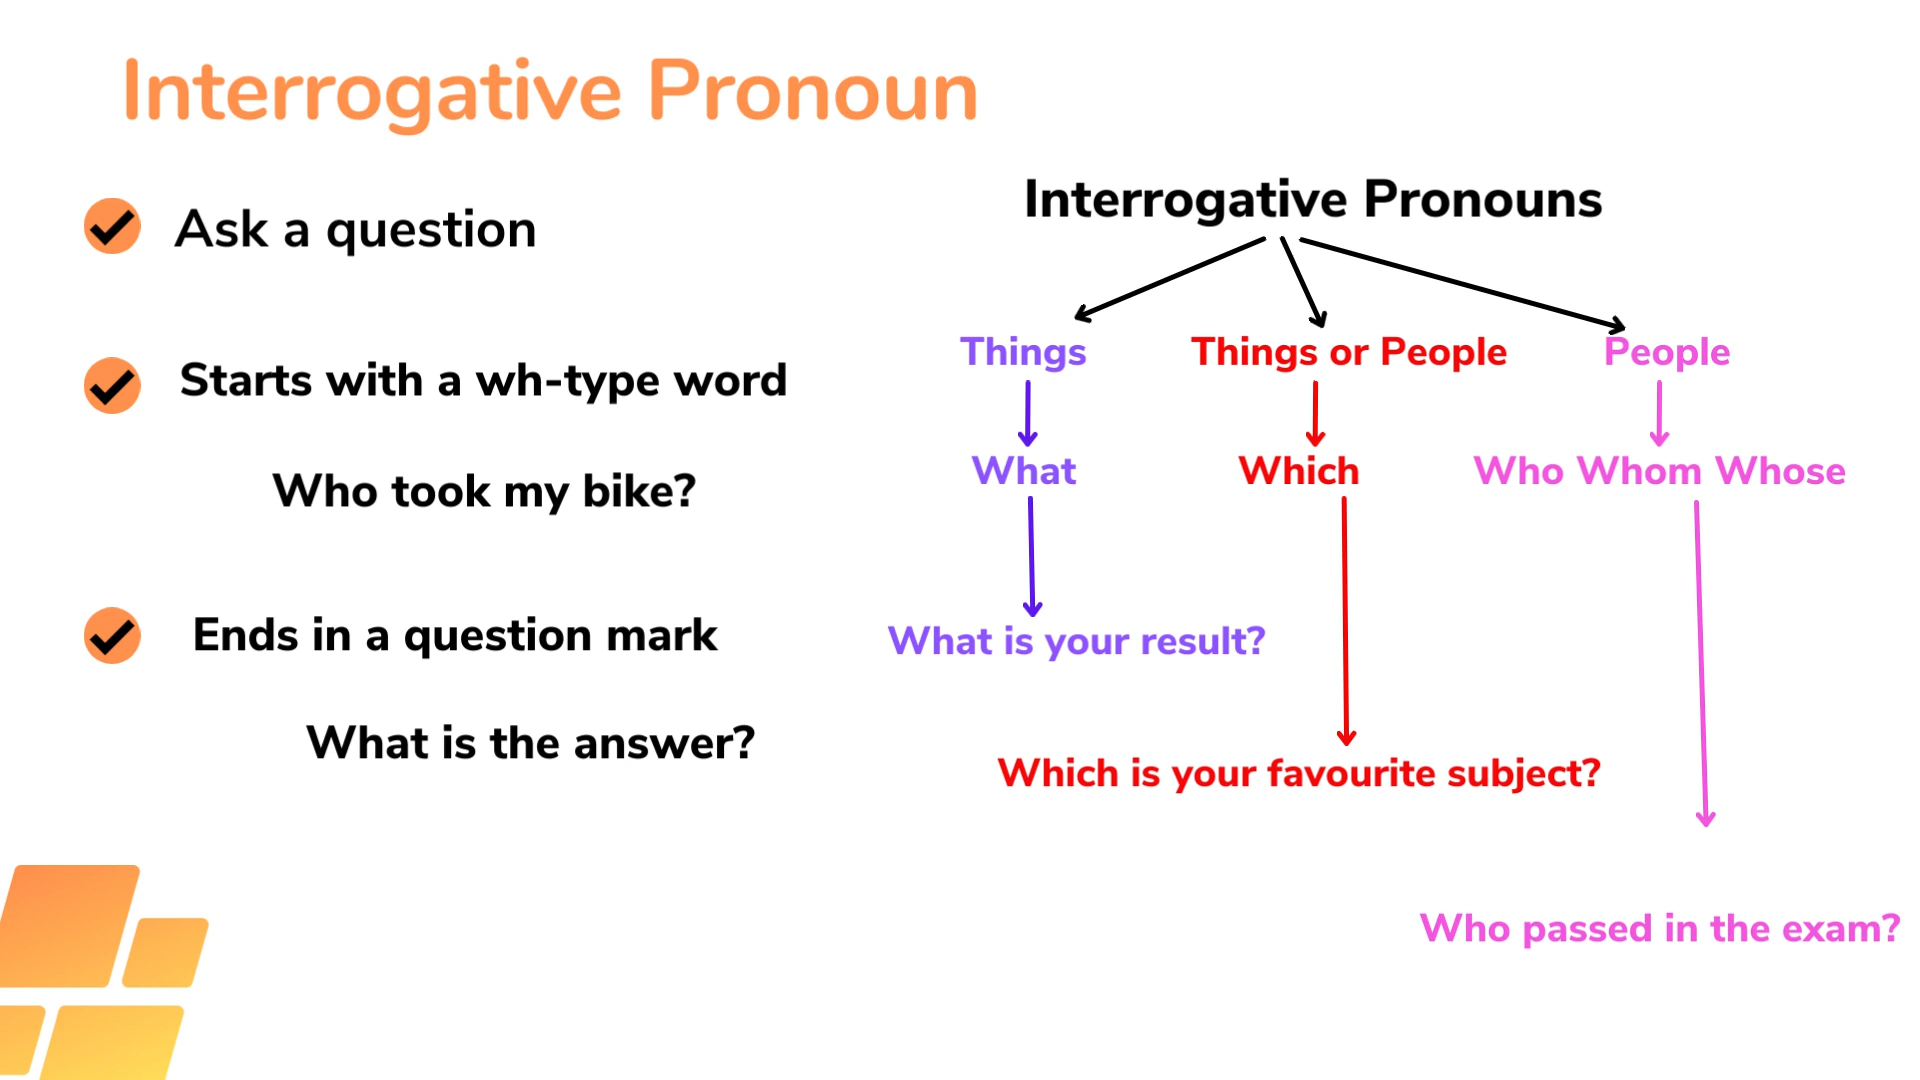 Interrogative Pronoun
Ask a question
Starts with a wh-type word
Who took my bike?
Ends in a question mark
What is the answer?
Interrogative Pronouns
Things
Things or People
People
What
Which
Who Whom Whose
What is your result?
Which is your favourite subject?
Who passed in the exam?